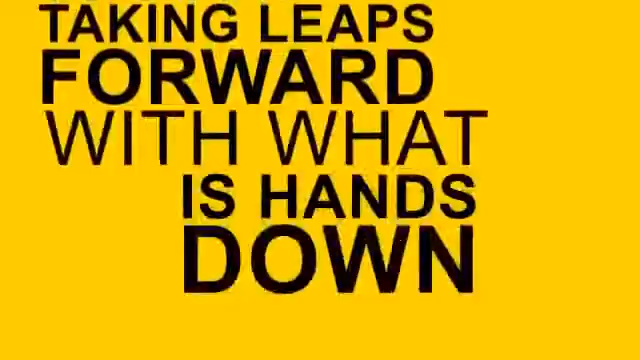 TAKING LEAPS
FORWARD
WITH WHAT
IS HANDS
DOWN